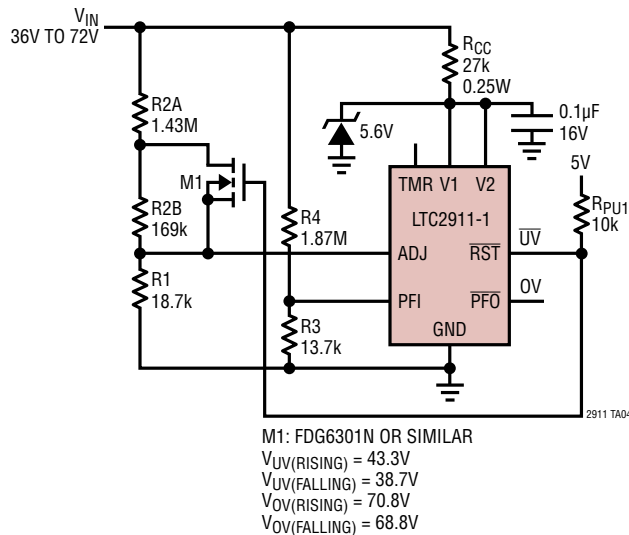 VIN
36V TO 72V
RCC
27k
0.25W
R2A
1.43M
5.6V
0.1µF
16V
5V
M1
TMR V1 V2
RPU1
10k
R2B
169k
R4
1.87M
LTC2911-1
UV
ADJ
RST
R1
18.7k
OV
PFI
PFO
R3
13.7k
GND
2911 TA04
M1: FDG6301N OR SIMILAR
VUV(RISING) = 43.3V
VUV(FALLING) = 38.7V
VOV(RISING) = 70.8V
VOV(FALLING) = 68.8V